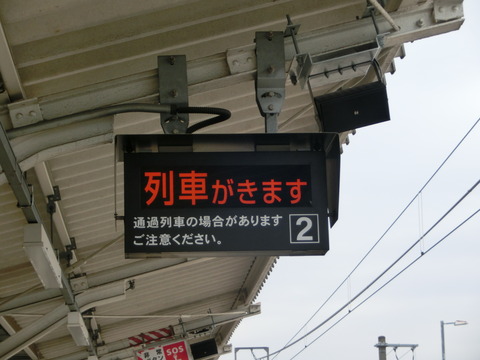 列車がきます
通過列車の場合があります
ご注意ください。
2
SOS